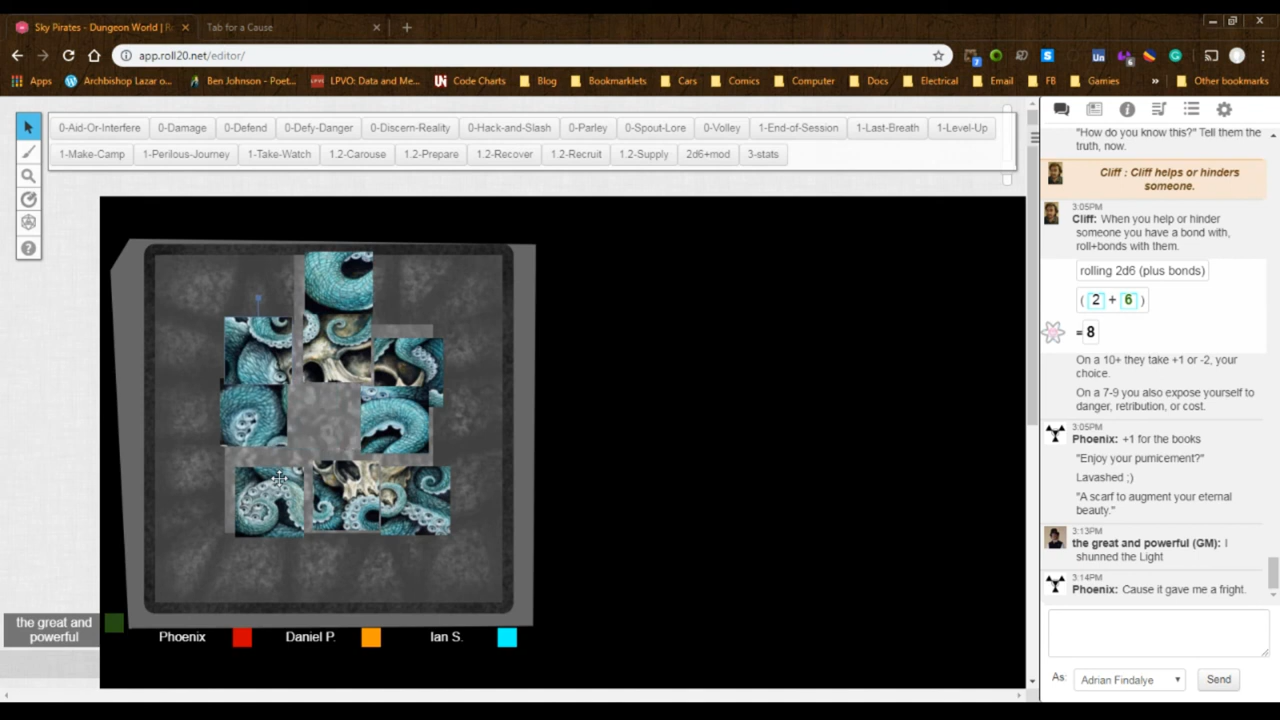 Sky Pirates - Dungeon World | R
Tab for a Cause
app.roll20.net/editor/
Apps
Archbishop Lazar o...
Ben Johnson - Poet...
LPVO: Data and Me...
Code Charts
Blog
Bookmarklets
Cars
Comics
Computer
Docs
Electrical
Email
FB
Gamies
»
Other bookmarks
0-Aid-Or-Interfere
0-Damage
0-Defend
0-Defy-Danger
0-Discern-Reality
0-Hack-and-Slash
0-Parley
0-Spout-Lore
0-Volley
1-End-of-Session
1-Last-Breath
1-Level-Up
1-Make-Camp
1-Perilous-Journey
1-Take-Watch
1.2-Carouse
1.2-Prepare
1.2-Recover
1.2-Recruit
1.2-Supply
2d6+mod
3-stats
"How do you know this?" Tell them the
truth, now.
Cliff : Cliff helps or hinders
someone.
3:05PM
Cliff: When you help or hinder
someone you have a bond with,
roll+bonds with them.
rolling 2d6 (plus bonds)
( 2 + 6 )
= 8
On a 10+ they take +1 or -2, your
choice.
On a 7-9 you also expose yourself to
danger, retribution, or cost.
3:05PM
Phoenix: +1 for the books
"Enjoy your pumicement?"
Lavashed ;)
"A scarf to augment your eternal
beauty."
3:13PM
the great and powerful (GM): I
shunned the Light
3:14PM
Phoenix: Cause it gave me a fright.
As:
Adrian Findalye
Send
the great and
powerful
Phoenix
Daniel P.
Ian S.